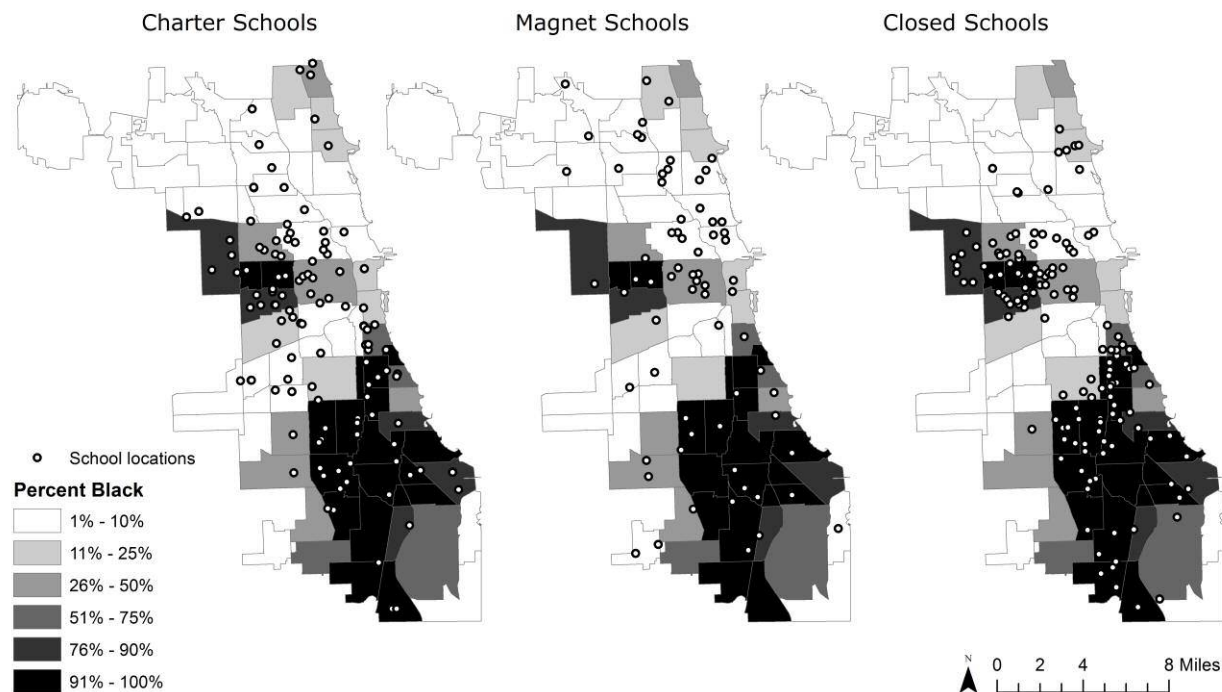 Charter Schools
Magnet Schools
Closed Schools
School locations
Percent Black
1% - 10%
11% - 25%
26% - 50%
51% - 75%
76% - 90%
91% - 100%
N
0 2 4 8 Miles